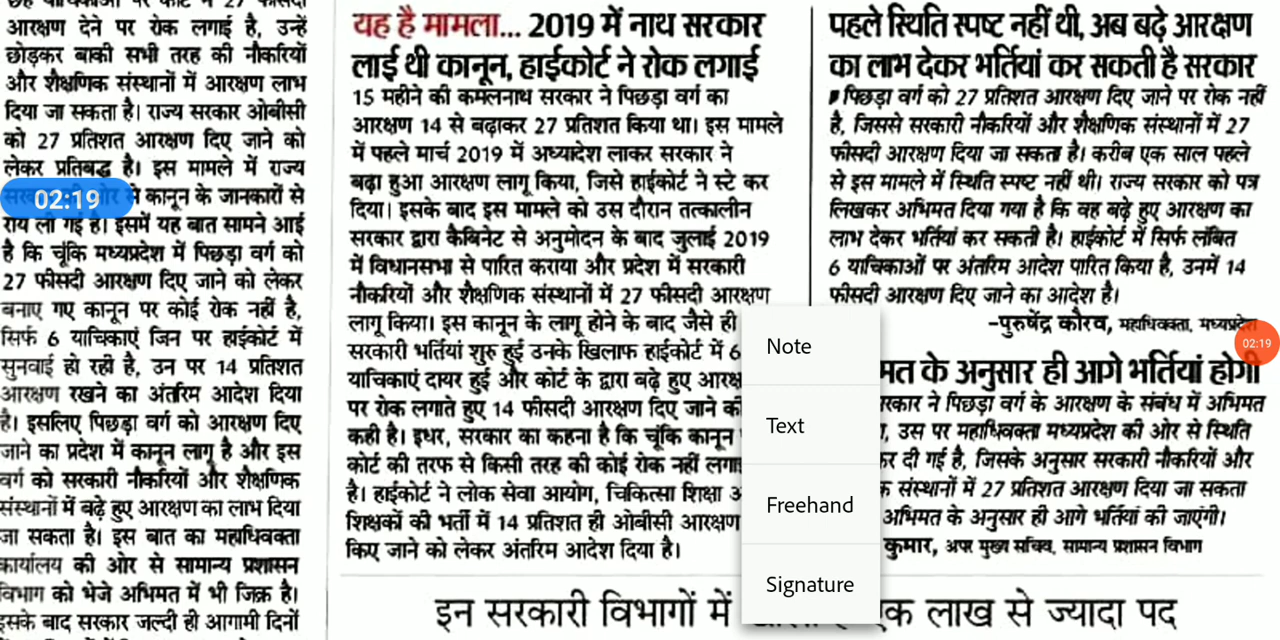 आरक्षण देने पर रोक लगाई है, उन्हें
छोड़कर बाकी सभी तरह की नौकरियों
और शैक्षणिक संस्थानों में आरक्षण लाभ
दिया जा सकता है। राज्य सरकार ओबीसी
को 27 प्रतिशत आरक्षण दिए जाने को
लेकर प्रतिबद्ध है। इस मामले में राज्य
02:19
से कानून के जानकारों से
राय ली गई है। इसमें यह बात सामने आई
है कि चूंकि मध्यप्रदेश में पिछड़ा वर्ग को
27 फीसदी आरक्षण दिए जाने को लेकर
बनाए गए कानून पर कोई रोक नहीं है,
सिर्फ 6 याचिकाएं जिन पर हाईकोर्ट में
सुनवाई हो रही है, उन पर 14 प्रतिशत
आरक्षण रखने का अंतरिम आदेश दिया
है। इसलिए पिछड़ा वर्ग को आरक्षण दिए
जाने का प्रदेश में कानून लागू है और इस
वर्ग को सरकारी नौकरियों और शैक्षणिक
संस्थानों में बढ़े हुए आरक्षण का लाभ दिया
जा सकता है। इस बात का महाधिवक्ता
कार्यालय की ओर से सामान्य प्रशासन
विभाग को भेजे अभिमत में भी जिक्र है।
इसके बाद सरकार जल्दी ही आगामी दिनों
यह है मामला... 2019 में नाथ सरकार
लाई थी कानून, हाईकोर्ट ने रोक लगाई
15 महीने की कमलनाथ सरकार ने पिछड़ा वर्ग का
आरक्षण 14 से बढ़ाकर 27 प्रतिशत किया था। इस मामले
में पहले मार्च 2019 में अध्यादेश लाकर सरकार ने
बढ़ा हुआ आरक्षण लागू किया, जिसे हाईकोर्ट ने स्टे कर
दिया। इसके बाद इस मामले को उस दौरान तत्कालीन
सरकार द्वारा कैबिनेट से अनुमोदन के बाद जुलाई 2019
में विधानसभा से पारित कराया और प्रदेश में सरकारी
नौकरियों और शैक्षणिक संस्थानों में 27 फीसदी आरक्षण
लागू किया। इस कानून के लागू होने के बाद जैसे ही
सरकारी भर्तियां शुरु हुई उनके खिलाफ हाईकोर्ट में 6
याचिकाएं दायर हुई और कोर्ट के द्वारा बढ़े हुए आरक्ष
पर रोक लगाते हुए 14 फीसदी आरक्षण दिए जाने की
कही है। इधर, सरकार का कहना है कि चूंकि कानून
कोर्ट की तरफ से किसी तरह की कोई रोक नहीं लगाई
है। हाईकोर्ट ने लोक सेवा आयोग, चिकित्सा शिक्षा
शिक्षकों की भर्ती में 14 प्रतिशत ही ओबीसी आरक्षण
किए जाने को लेकर अंतरिम आदेश दिया है।
पहले स्थिति स्पष्ट नहीं थी, अब बढ़े आरक्षण
का लाभ देकर भर्तियां कर सकती है सरकार
पिछड़ा वर्ग को 27 प्रतिशत आरक्षण दिए जाने पर रोक नहीं
है, जिससे सरकारी नौकरियों और शैक्षणिक संस्थानों में 27
फीसदी आरक्षण दिया जा सकता है। करीब एक साल पहले
से इस मामले में स्थिति स्पष्ट नहीं थी। राज्य सरकार को पत्र
लिखकर अभिमत दिया गया है कि वह बढ़े हुए आरक्षण का
लाभ देकर भर्तियां कर सकती है। हाईकोर्ट में सिर्फ लंबित
6 याचिकाओं पर अंतरिम आदेश पारित किया है, उनमें 14
फीसदी आरक्षण दिए जाने का आदेश है।
-पुरुषेंद्र कौरव, महाधिवक्ता, मध्यप्रदेश
02:19
मत के अनुसार ही आगे भर्तियां होगी
रकार ने पिछड़ा वर्ग के आरक्षण के संबंध में अभिमत
, उस पर महाधिवक्ता मध्यप्रदेश की ओर से स्थिति
कर दी गई है, जिसके अनुसार सरकारी नौकरियों और
संस्थानों में 27 प्रतिशत आरक्षण दिया जा सकता
अभिमत के अनुसार ही आगे भर्तियां की जाएंगी।
कुमार, अपर मुख्य सचिव, सामान्य प्रशासन विभाग
Note
Text
Freehand
Signature
इन सरकारी विभागों में एक लाख से ज्यादा पद